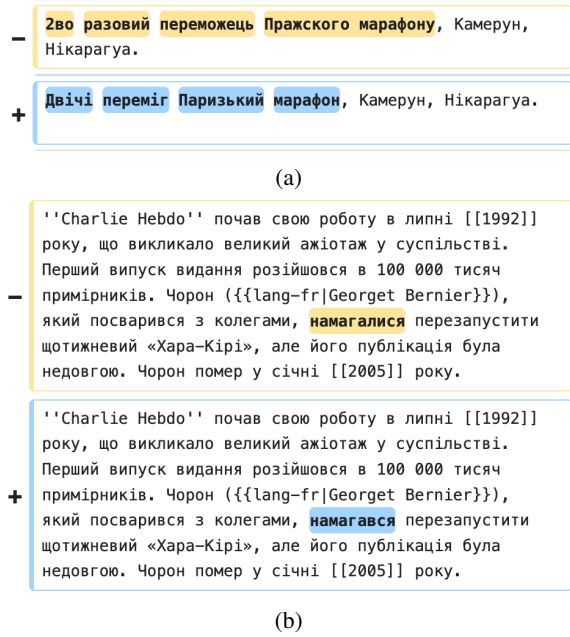 − 2во разовий переможець Пражского марафону, Камерун,
Нікарагуа.
+ Двічі переміг Паризький марафон, Камерун, Нікарагуа.
(a)
''Charlie Hebdo'' почав свою роботу в липні [[1992]]
року, що викликало великий ажіотаж у суспільстві.
Перший випуск видання розійшовся в 100 000 тисяч
− примірників. Чорон ({{lang-fr|Georget Bernier}}),
який посварився з колегами, намагалися перезапустити
щотижневий «Хара-Кірі», але його публікація була
недовгою. Чорон помер у січні [[2005]] року.
''Charlie Hebdo'' почав свою роботу в липні [[1992]]
року, що викликало великий ажіотаж у суспільстві.
Перший випуск видання розійшовся в 100 000 тисяч
+ примірників. Чорон ({{lang-fr|Georget Bernier}}),
який посварився з колегами, намагався перезапустити
щотижневий «Хара-Кірі», але його публікація була
недовгою. Чорон помер у січні [[2005]] року.
(b)